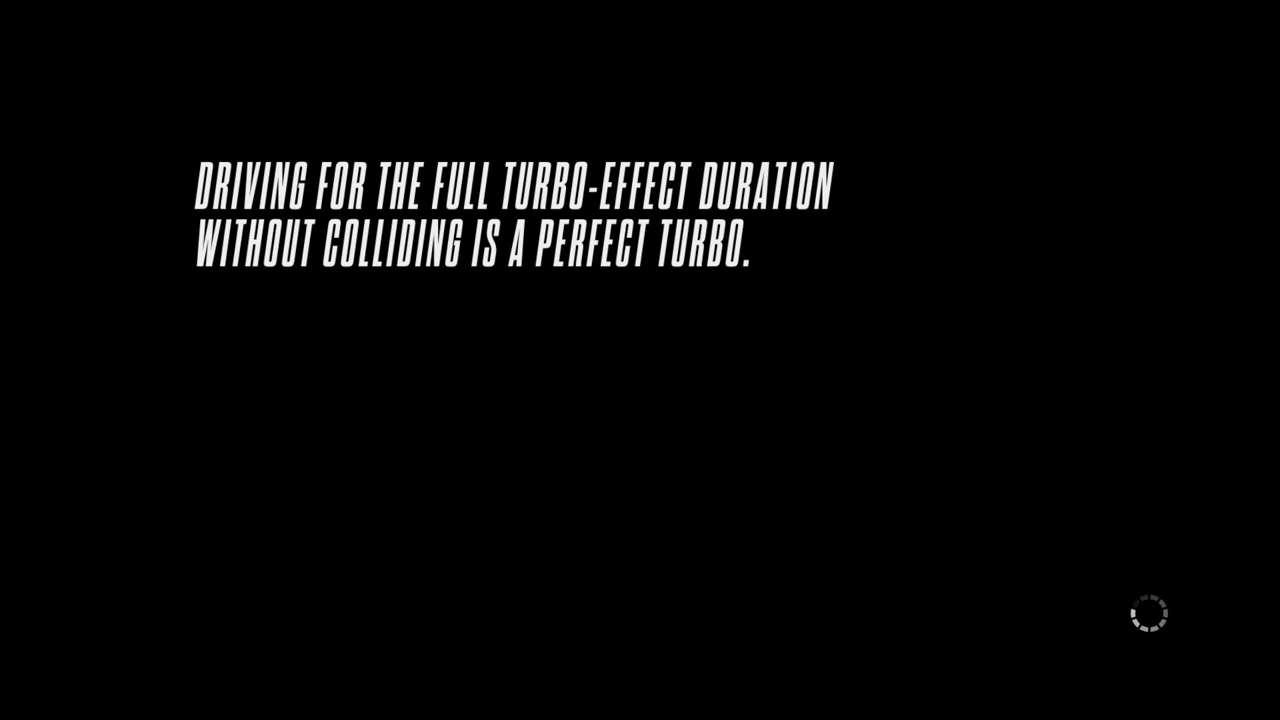 DRIVING FOR THE FULL TURBO-EFFECT DURATION
WITHOUT COLLIDING IS A PERFECT TURBO.